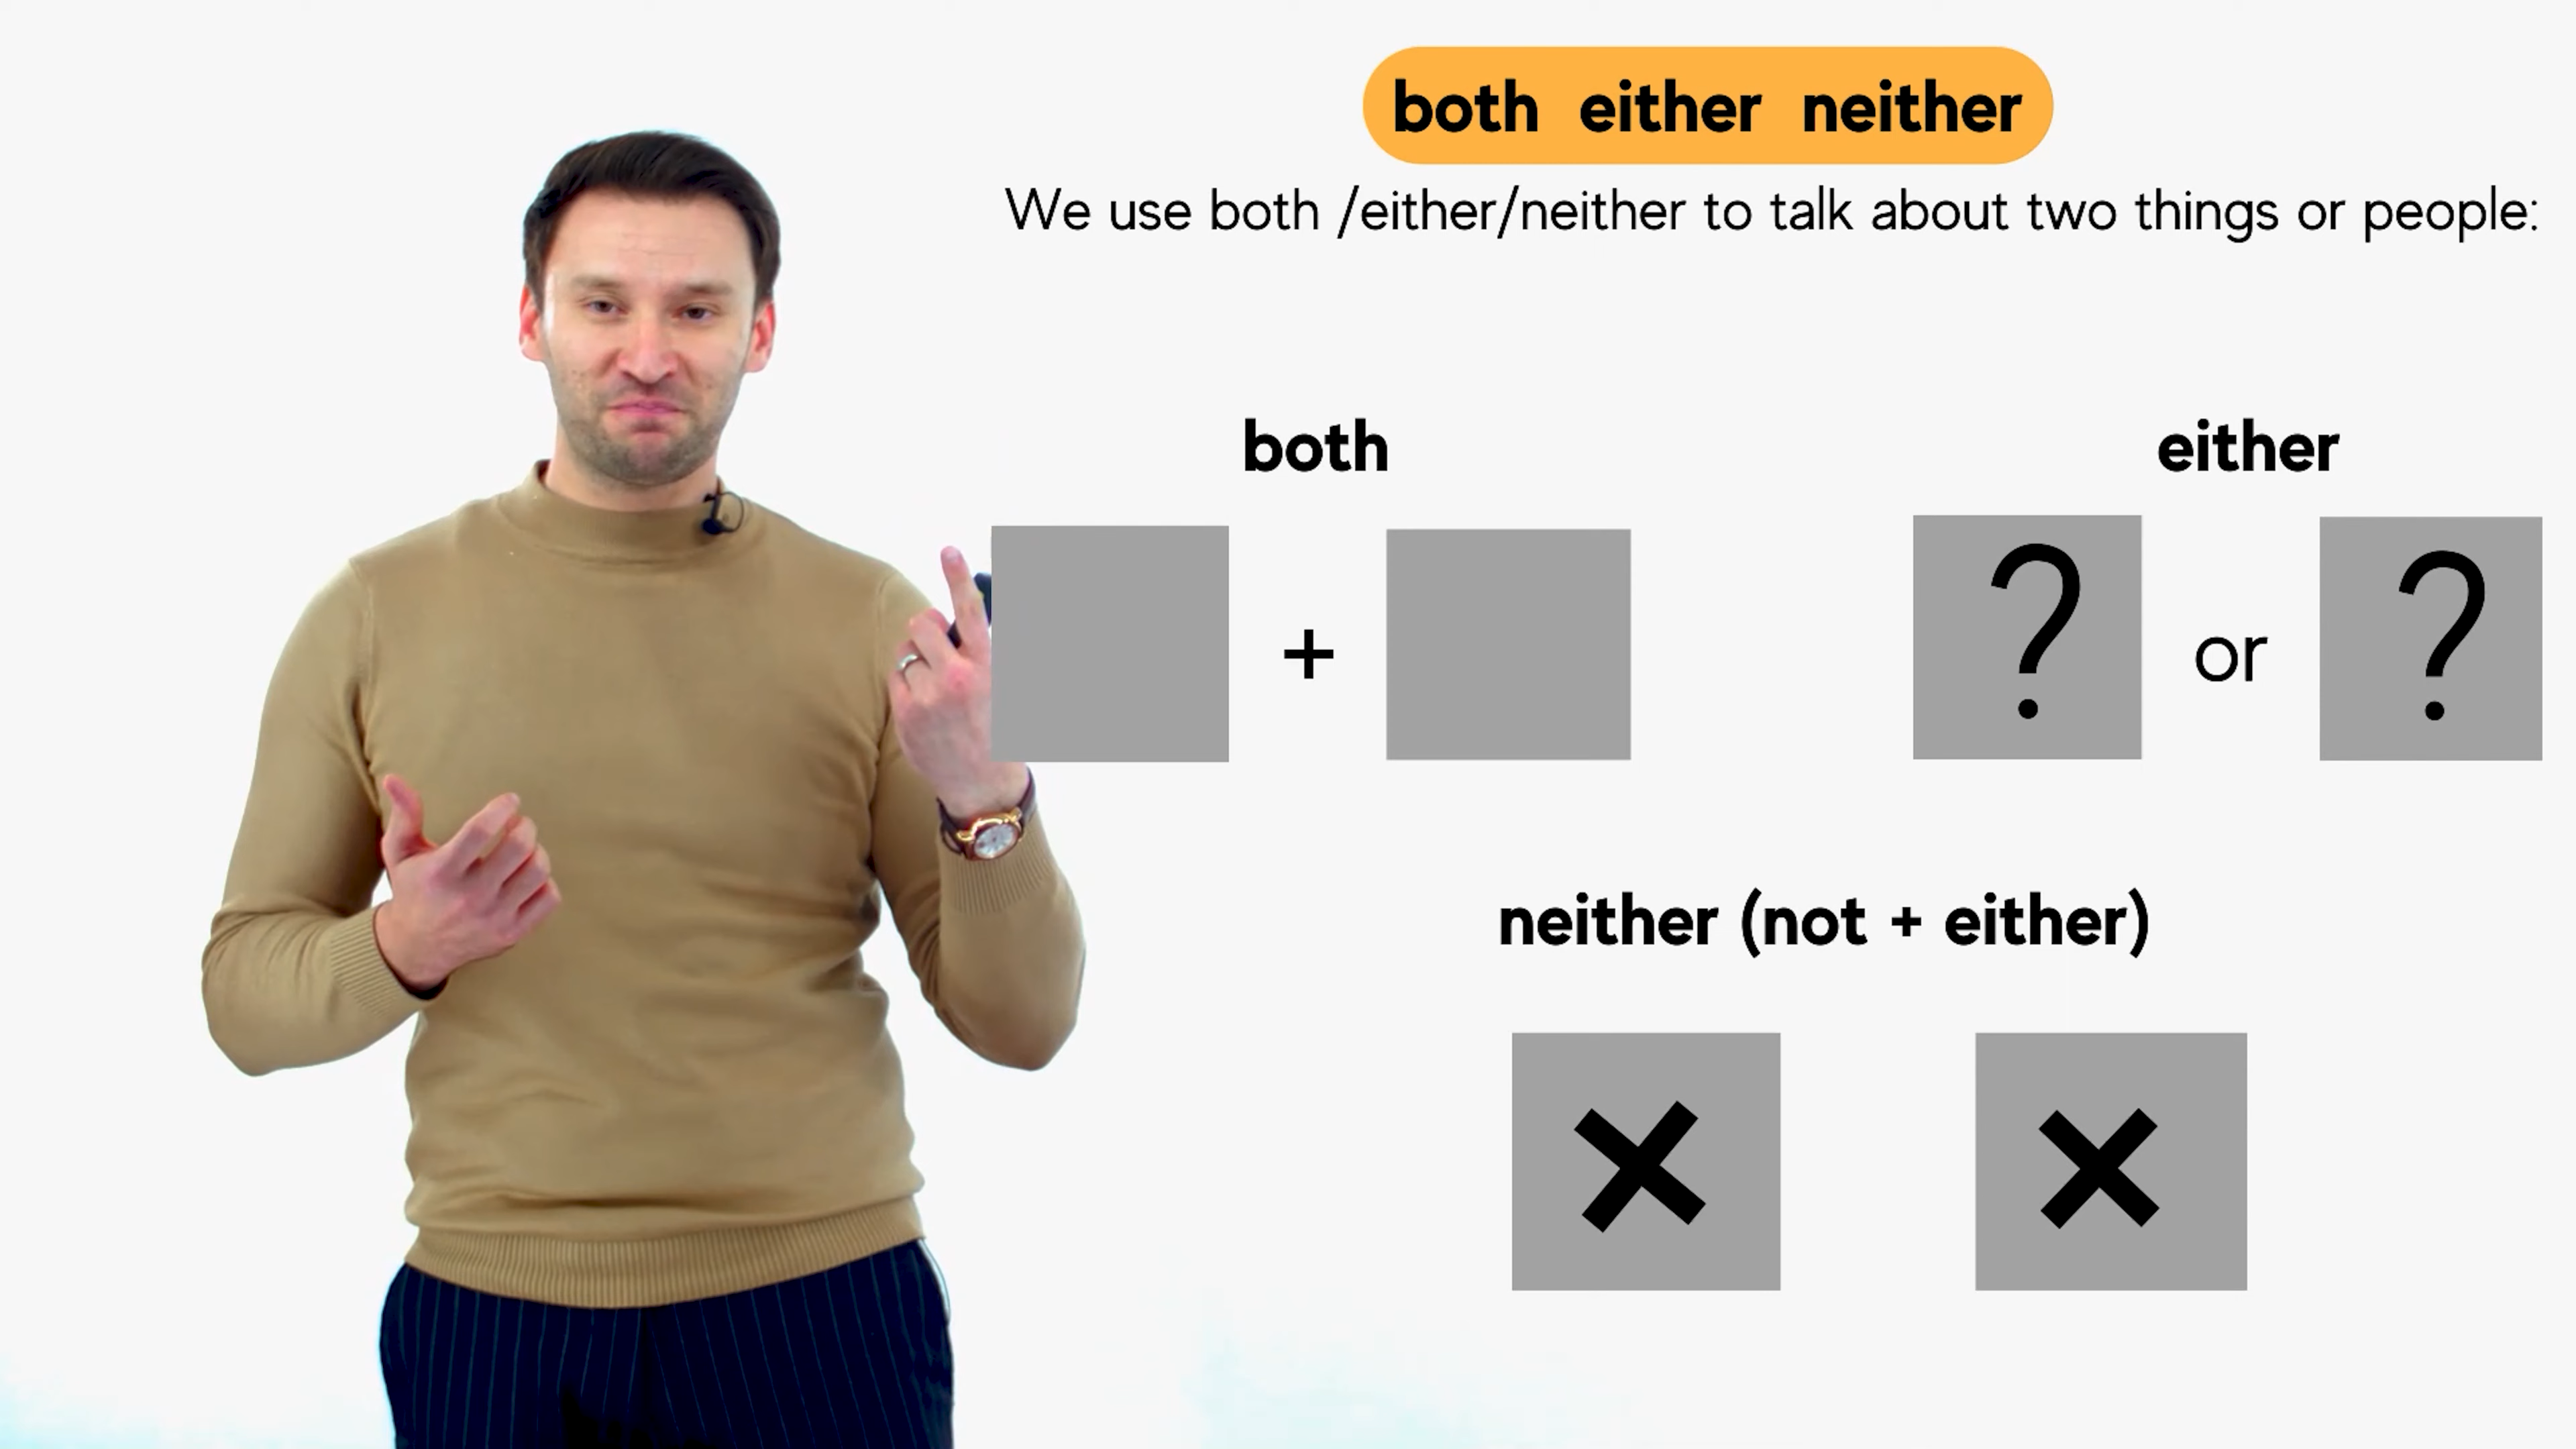 both either neither
We use both /either/neither to talk about two things or people:
both
either
+
? or ?
neither (not + either)